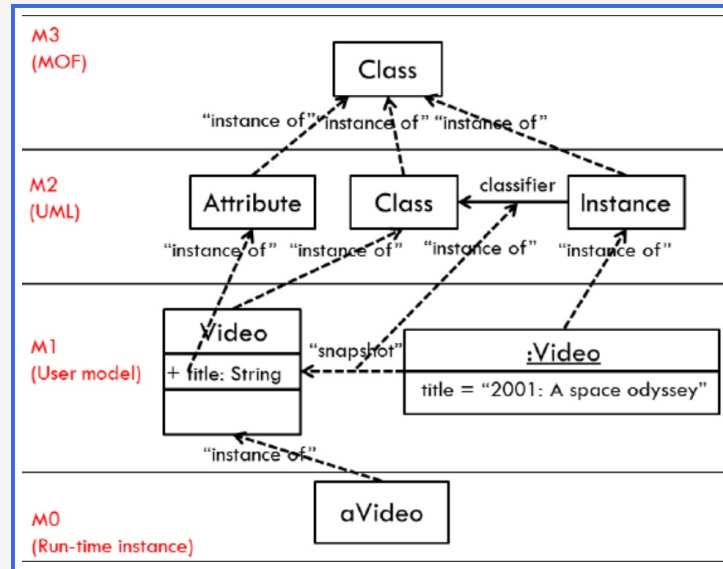 M3
(MOF)
Class
"instance of" "instance of" "instance of"
M2
(UML)
Attribute
Class
classifier
Instance
"instance of" "instance of" "instance of" "instance of"
M1
(User model)
Video
+ title: String
"snapshot"
:Video
title = "2001: A space odyssey"
"instance of"
M0
(Run-time instance)
aVideo